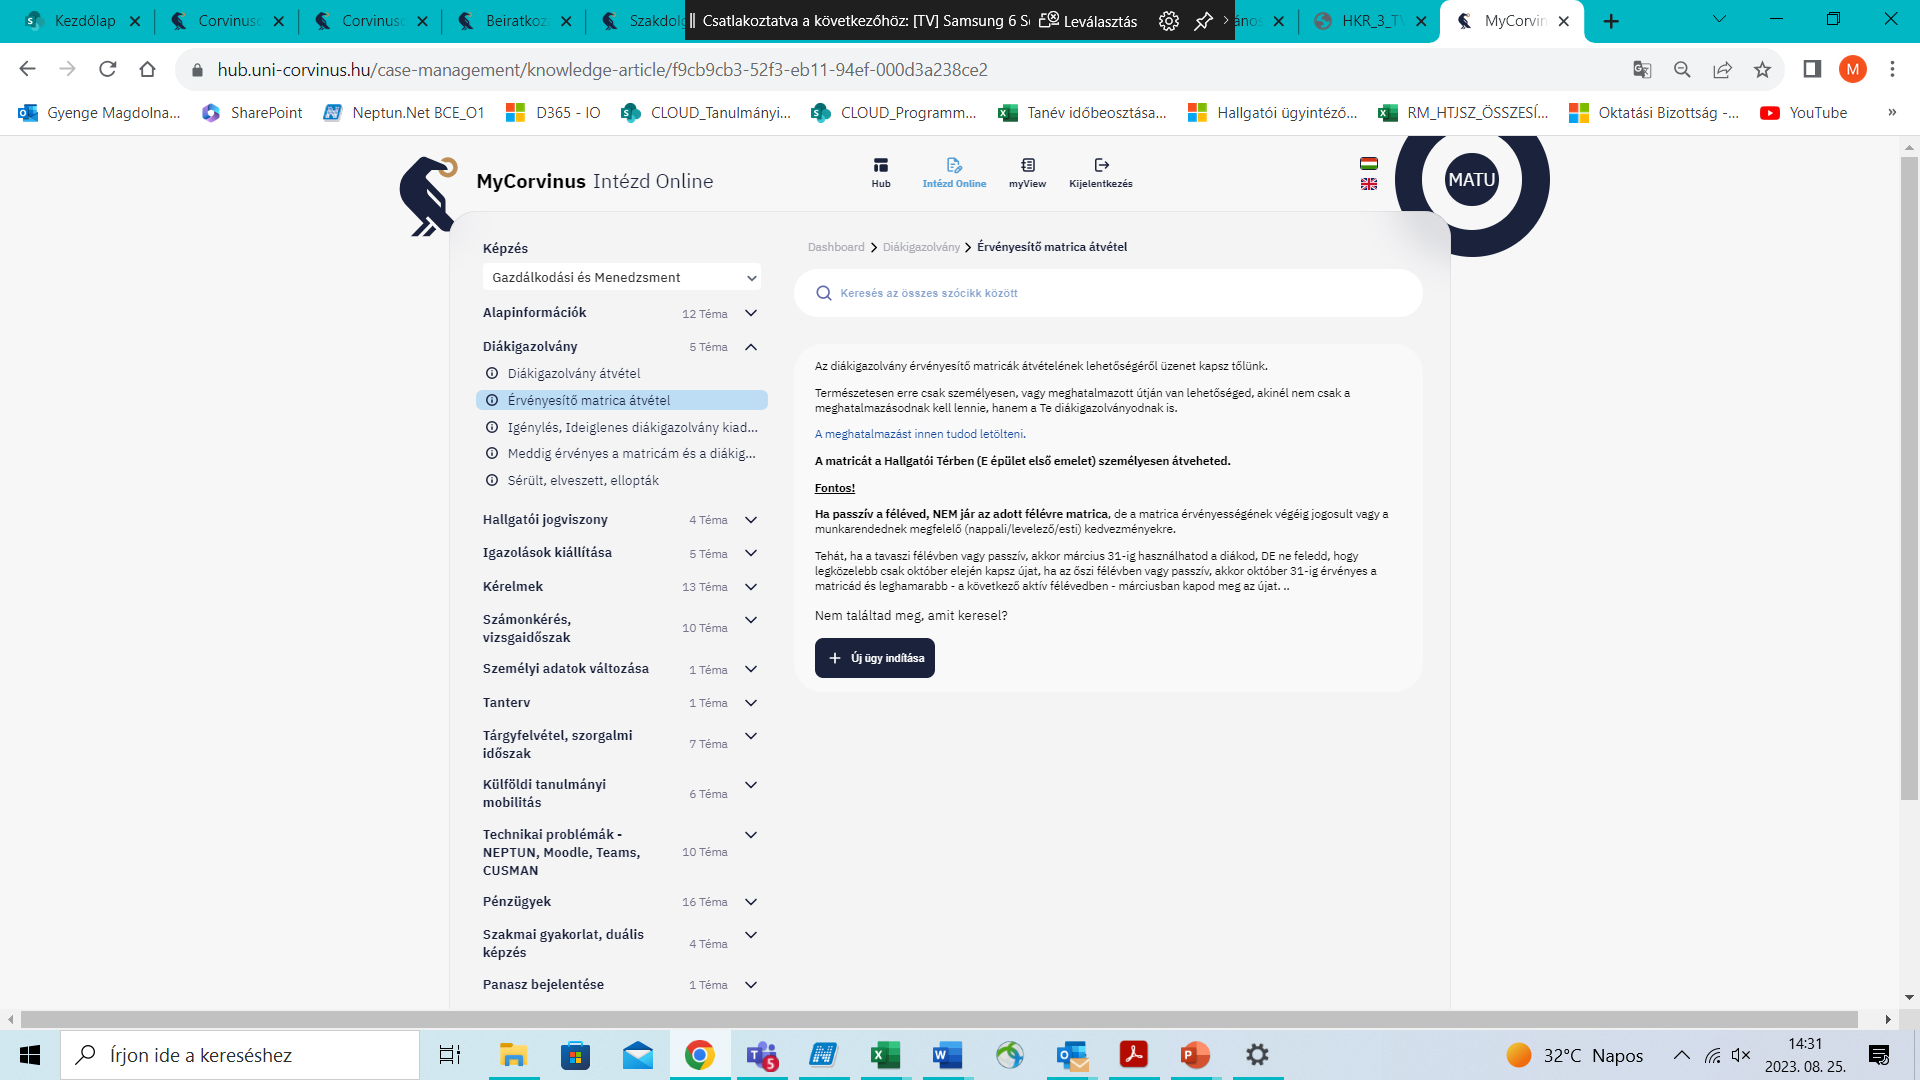 Kezdőlap
Corvinus
Corvinus
Beiratkoz
Szakdolg
Csatlakoztatva a következőhöz: [TV] Samsung 6 Se
Leválasztás
HKR_3_TV
MyCorvin
hub.uni-corvinus.hu/case-management/knowledge-article/f9cb9cb3-52f3-eb11-94ef-000d3a238ce2
M
Gyenge Magdolna...
SharePoint
Neptun.Net BCE_O1
D365 - IO
CLOUD_Tanulmányi...
CLOUD_Programm...
Tanév időbeosztása...
Hallgatói ügyintéző...
RM_HTJSZ_ÖSSZESÍ...
Oktatási Bizottság -...
YouTube
»
MyCorvinus Intézd Online
Hub
Intézd Online
myView
Kijelentkezés
MATU
Képzés
Gazdálkodási és Menedzsment
Alapinformációk 12 Téma
Diákigazolvány 5 Téma
Diákigazolvány átvétel
Érvényesítő matrica átvétel
Igénylés, Ideiglenes diákigazolvány kiad...
Meddig érvényes a matricám és a diákig...
Sérült, elveszett, ellopták
Hallgatói jogviszony 4 Téma
Igazolások kiállítása 5 Téma
Kérelmek 13 Téma
Számonkérés,
vizsgaidőszak 10 Téma
Személyi adatok változása 1 Téma
Tanterv 1 Téma
Tárgyfelvétel, szorgalmi
időszak 7 Téma
Külföldi tanulmányi
mobilitás 6 Téma
Technikai problémák -
NEPTUN, Moodle, Teams, 10 Téma
CUSMAN
Pénzügyek 16 Téma
Szakmai gyakorlat, duális
képzés 4 Téma
Panasz bejelentése 1 Téma
Dashboard > Diákigazolvány > Érvényesítő matrica átvétel
Keresés az összes szócikk között
Az diákigazolvány érvényesítő matricák átvételének lehetőségéről üzenet kapsz tőlünk.
Természetesen erre csak személyesen, vagy meghatalmazott útján van lehetőséged, akinél nem csak a
meghatalmazásodnak kell lennie, hanem a Te diákigazolványodnak is.
A meghatalmazást innen tudod letölteni.
A matricát a Hallgatói Térben (E épület első emelet) személyesen átveheted.
Fontos!
Ha passzív a féléved, NEM jár az adott félévre matrica, de a matrica érvényességének végéig jogosult vagy a
munkarendednek megfelelő (nappali/levelező/esti) kedvezményekre.
Tehát, ha a tavaszi félévben vagy passzív, akkor március 31-ig használhatod a diákod, DE ne feledd, hogy
legközelebb csak október elején kapsz újat, ha az őszi félévben vagy passzív, akkor október 31-ig érvényes a
matricád és leghamarabb - a következő aktív félévedben - márciusban kapod meg az újat. ..
Nem találtad meg, amit keresel?
+ Új ügy indítása
Írjon ide a kereséshez
5
32°C Napos
14:31
2023. 08. 25.